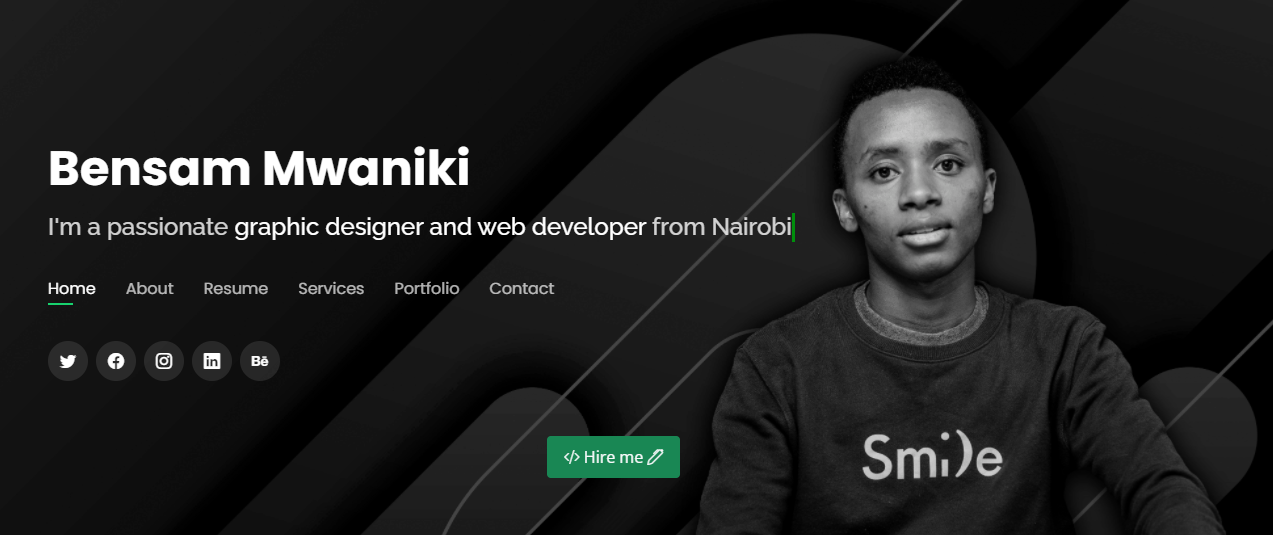 Bensam Mwaniki
I'm a passionate graphic designer and web developer from Nairobi
Home About Resume Services Portfolio Contact
Bē
</> Hire me
Smile